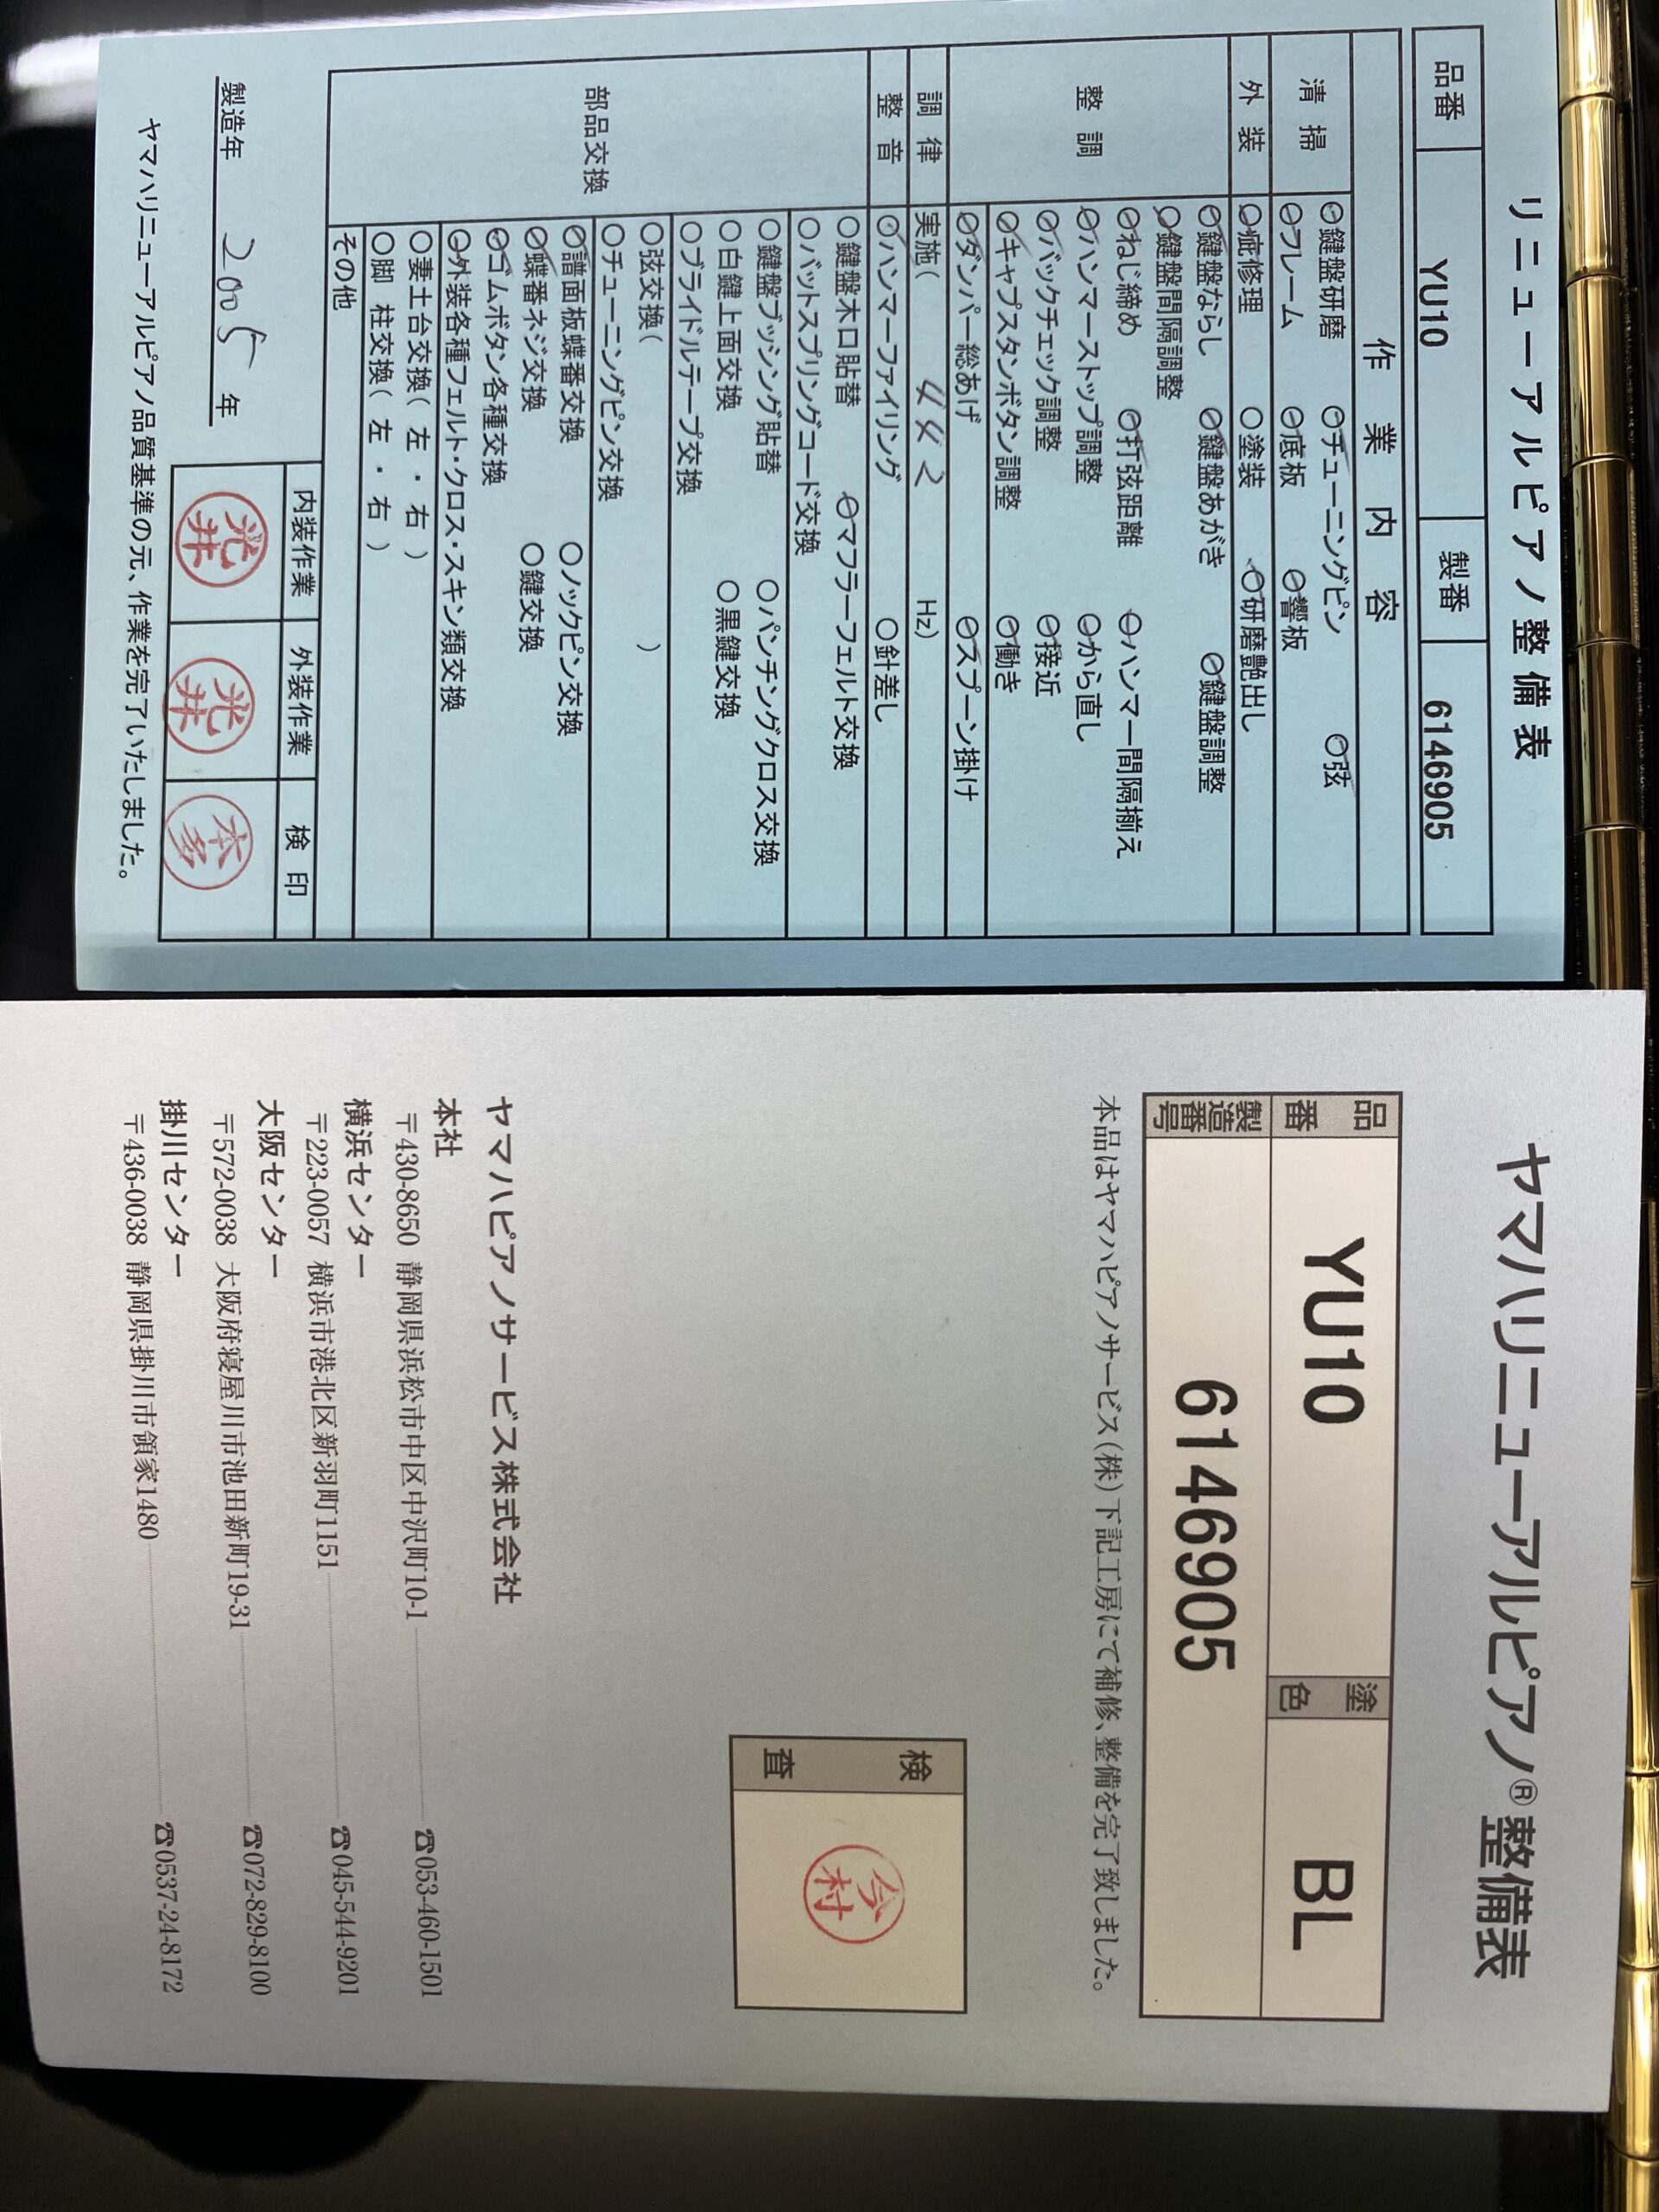 リニューアルピアノ整備表
品番 YU10 製番 6146905
作業内容
清掃 ○鍵盤研磨 ○チューニングピン ○弦
○フレーム ○底板 ○響板
外装 ○疵修理 ○塗装 ○研磨艶出し
整調 ○鍵盤ならし ○鍵盤あがき ○鍵盤調整
○鍵盤間隔調整
○ねじ締め ○打弦距離 ○ハンマー間隔揃え
○ハンマーストップ調整 ○から直し
○バックチェック調整 ○接近
○キャプスタンボタン調整 ○働き
○ダンパー総あげ ○スプーン掛け
調律 実施( 442 Hz)
整音 ○ハンマーファイリング ○針差し
部品交換 ○鍵盤木口貼替 ○マフラーフェルト交換
○バットスプリングコード交換
○鍵盤ブッシング貼替 ○パンチングクロス交換
○白鍵上面交換 ○黒鍵交換
○ブライドルテープ交換
○弦交換( )
○チューニングピン交換
○譜面板蝶番交換 ○ノックピン交換
○蝶番ネジ交換 ○鍵交換
○ゴムボタン各種交換
○外装各種フェルト・クロス・スキン類交換
○妻土台交換( 左 ・ 右 )
○脚 柱交換( 左 ・ 右 )
その他
内装作業 外装作業 検印
光井 光井 本多
製造年 2005 年
ヤマハリニューアルピアノ品質基準の元、作業を完了いたしました。
ヤマハリニューアルピアノ®整備表
品番 YU10 塗色 BL
製造番号 6146905
本品はヤマハピアノサービス(株)下記工房にて補修、整備を完了致しました。
検査 今村
ヤマハピアノサービス株式会社
本社
〒430-8650 静岡県浜松市中区中沢町10-1 ☎053-460-1501
横浜センター
〒223-0057 横浜市港北区新羽町1151 ☎045-544-9201
大阪センター
〒572-0038 大阪府寝屋川市池田新町19-31 ☎072-829-8100
掛川センター
〒436-0038 静岡県掛川市領家1480 ☎0537-24-8172